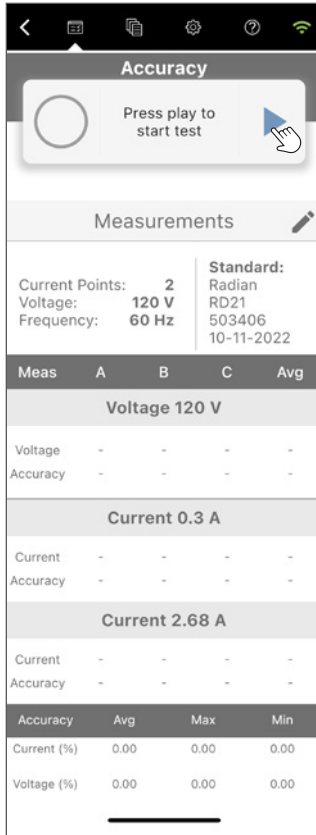 Accuracy
Press play to
start test
Measurements
Current Points: 2
Voltage: 120 V
Frequency: 60 Hz
Standard:
Radian
RD21
503406
10-11-2022
Meas A B C Avg
Voltage 120 V
Voltage - - - -
Accuracy - - - -
Current 0.3 A
Current - - - -
Accuracy - - - -
Current 2.68 A
Current - - - -
Accuracy - - - -
Accuracy Avg Max Min
Current (%) 0.00 0.00 0.00
Voltage (%) 0.00 0.00 0.00